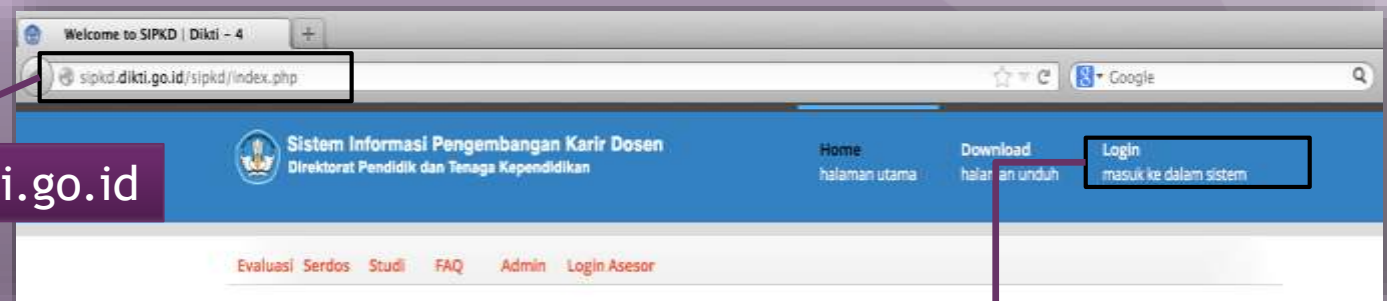 Welcome to SIPKD | Dikti – 4
sipkd.dikti.go.id/sipkd/index.php
Google
Sistem Informasi Pengembangan Karir Dosen
Direktorat Pendidik dan Tenaga Kependidikan
Home
halaman utama
Download
halaman unduh
Login
masuk ke dalam sistem
i.go.id
Evaluasi Serdos Studi FAQ Admin Login Asesor